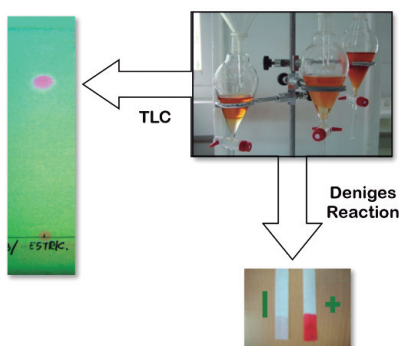 TLC
Deniges
Reaction
ESTRIC.
- +